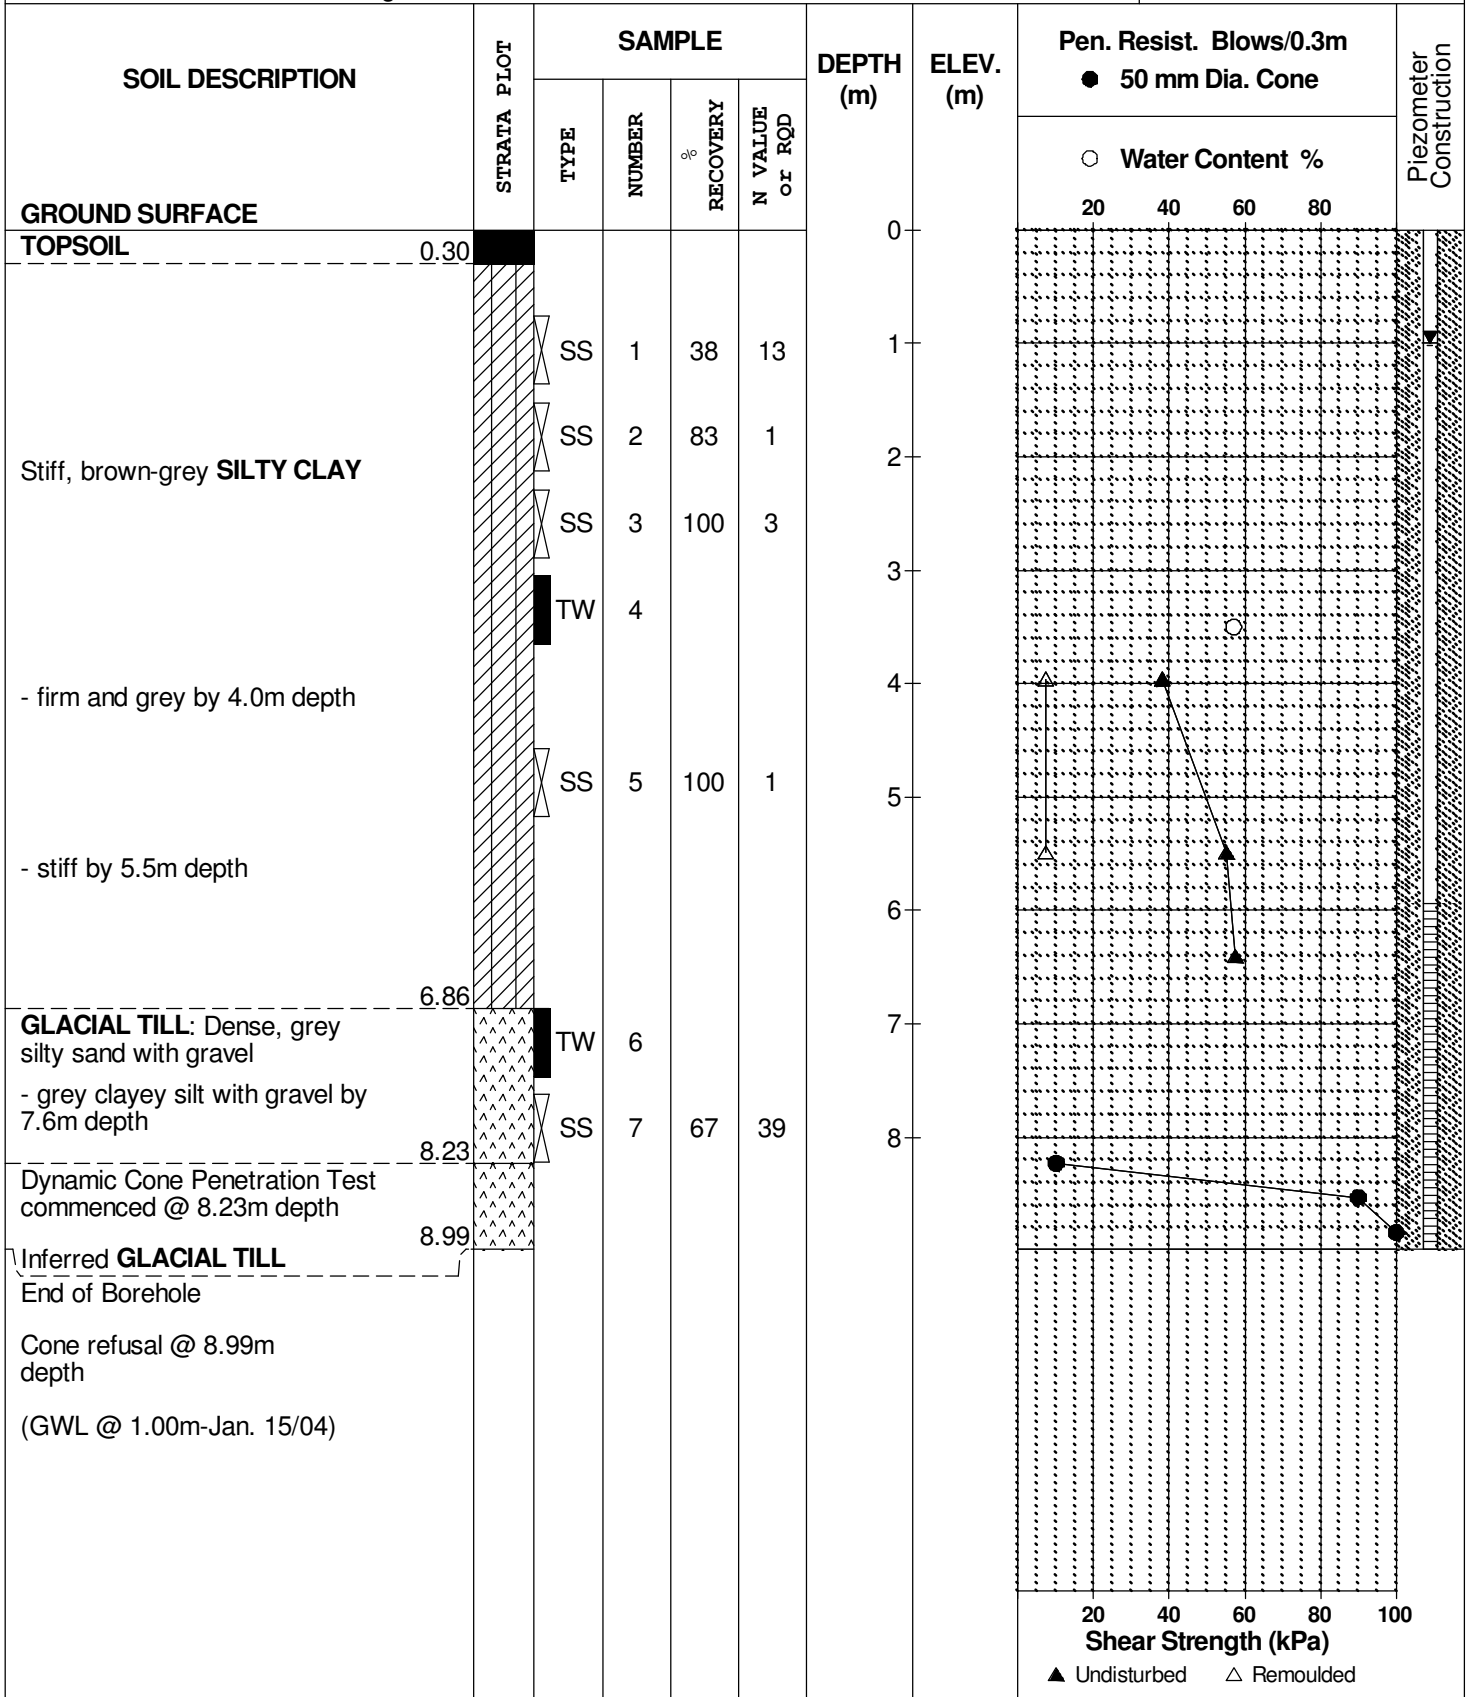 SOIL DESCRIPTION
GROUND SURFACE
STRATA PLOT
SAMPLE
TYPE
NUMBER
%
RECOVERY
N VALUE
or RQD
DEPTH
(m)
ELEV.
(m)
Pen. Resist. Blows/0.3m
● 50 mm Dia. Cone
○ Water Content %
20 40 60 80
Piezometer
Construction
TOPSOIL 0.30
0
SS 1 38 13
1
SS 2 83 1
Stiff, brown-grey SILTY CLAY
2
SS 3 100 3
3
TW 4
- firm and grey by 4.0m depth
4
SS 5 100 1
5
- stiff by 5.5m depth
6
6.86
GLACIAL TILL: Dense, grey
silty sand with gravel
7
TW 6
- grey clayey silt with gravel by
7.6m depth
SS 7 67 39
8
8.23
Dynamic Cone Penetration Test
commenced @ 8.23m depth
8.99
Inferred GLACIAL TILL
End of Borehole
Cone refusal @ 8.99m
depth
(GWL @ 1.00m-Jan. 15/04)
20 40 60 80 100
Shear Strength (kPa)
▲ Undisturbed △ Remoulded